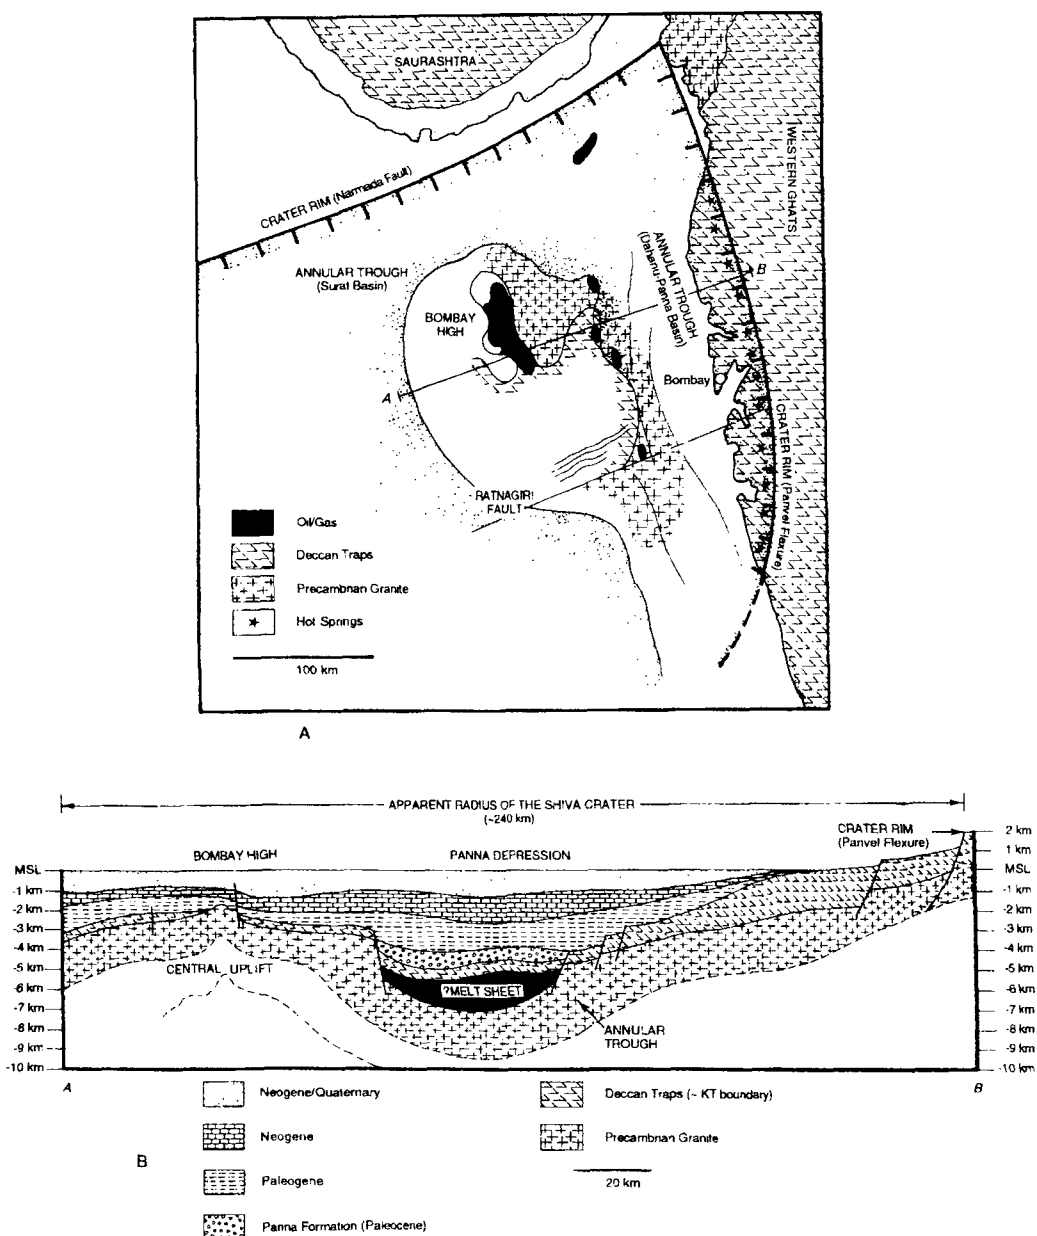 SAURASHTRA
WESTERN GHATS
CRATER RIM (Narmada Fault)
ANNULAR TROUGH
(Surat Basin)
ANNULAR TROUGH
(Dahanu-Panna Basin)
B
BOMBAY
HIGH
A
Bombay
CRATER RIM (Panvel Flexure)
RATNAGIRI
FAULT
Oil/Gas
Deccan Traps
Precambrian Granite
Hot Springs
100 km
A
APPARENT RADIUS OF THE SHIVA CRATER
(~240 km)
CRATER RIM
(Panvel Flexure)
BOMBAY HIGH
PANNA DEPRESSION
2 km
1 km
MSL
MSL
-1 km
-1 km
-2 km
-2 km
-3 km
-3 km
-4 km
-4 km
-5 km
-5 km
CENTRAL UPLIFT
-6 km
?MELT SHEET
-6 km
-7 km
-7 km
-8 km
ANNULAR
TROUGH
-8 km
-9 km
-9 km
-10 km
-10 km
A
B
Neogene/Quaternary
Deccan Traps (~ KT boundary)
Neogene
Precambrian Granite
B
Paleogene
20 km
Panna Formation (Paleocene)